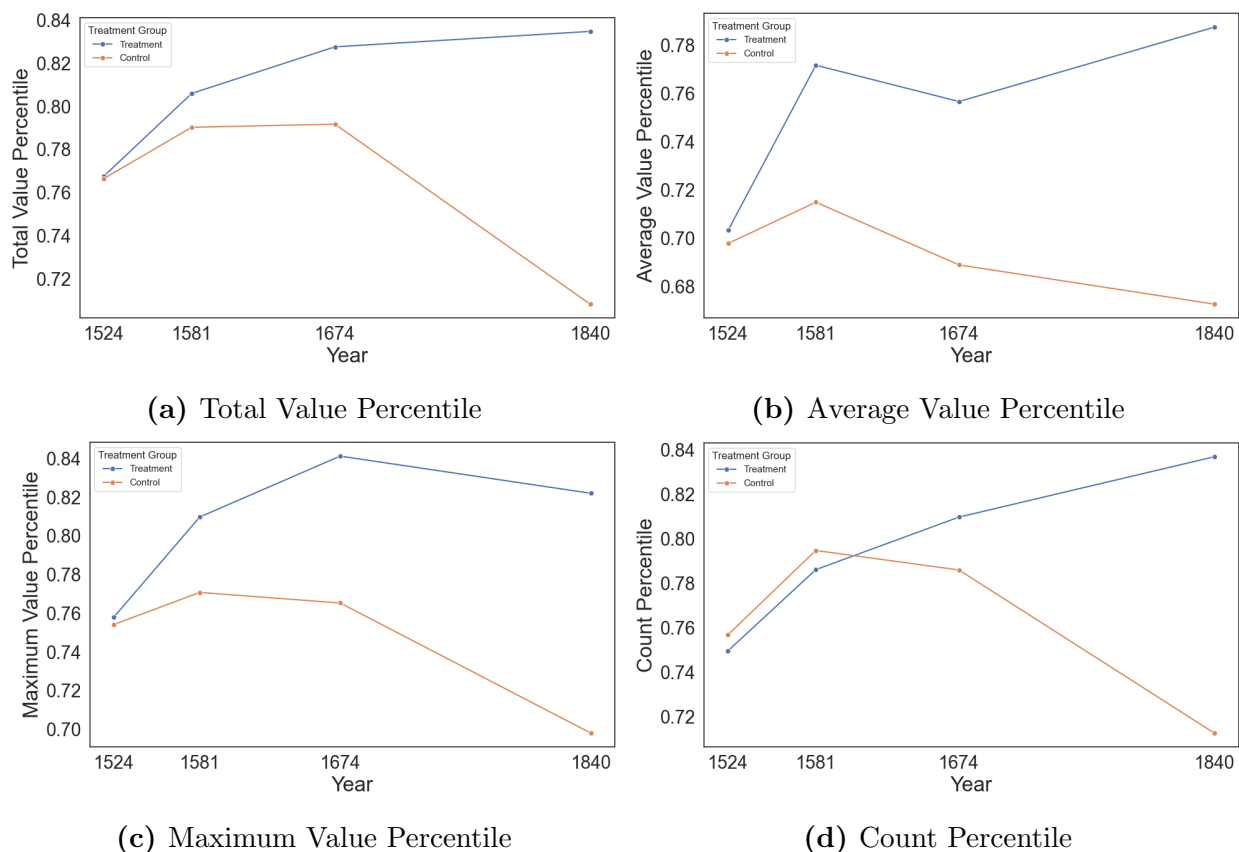 Total Value Percentile
0.84
0.82
0.80
0.78
0.76
0.74
0.72
Treatment Group
Treatment
Control
1524 1581 1674 1840
Year
(a) Total Value Percentile
Average Value Percentile
0.78
0.76
0.74
0.72
0.70
0.68
Treatment Group
Treatment
Control
1524 1581 1674 1840
Year
(b) Average Value Percentile
Maximum Value Percentile
0.84
0.82
0.80
0.78
0.76
0.74
0.72
0.70
Treatment Group
Treatment
Control
1524 1581 1674 1840
Year
(c) Maximum Value Percentile
Count Percentile
0.84
0.82
0.80
0.78
0.76
0.74
0.72
Treatment Group
Treatment
Control
1524 1581 1674 1840
Year
(d) Count Percentile